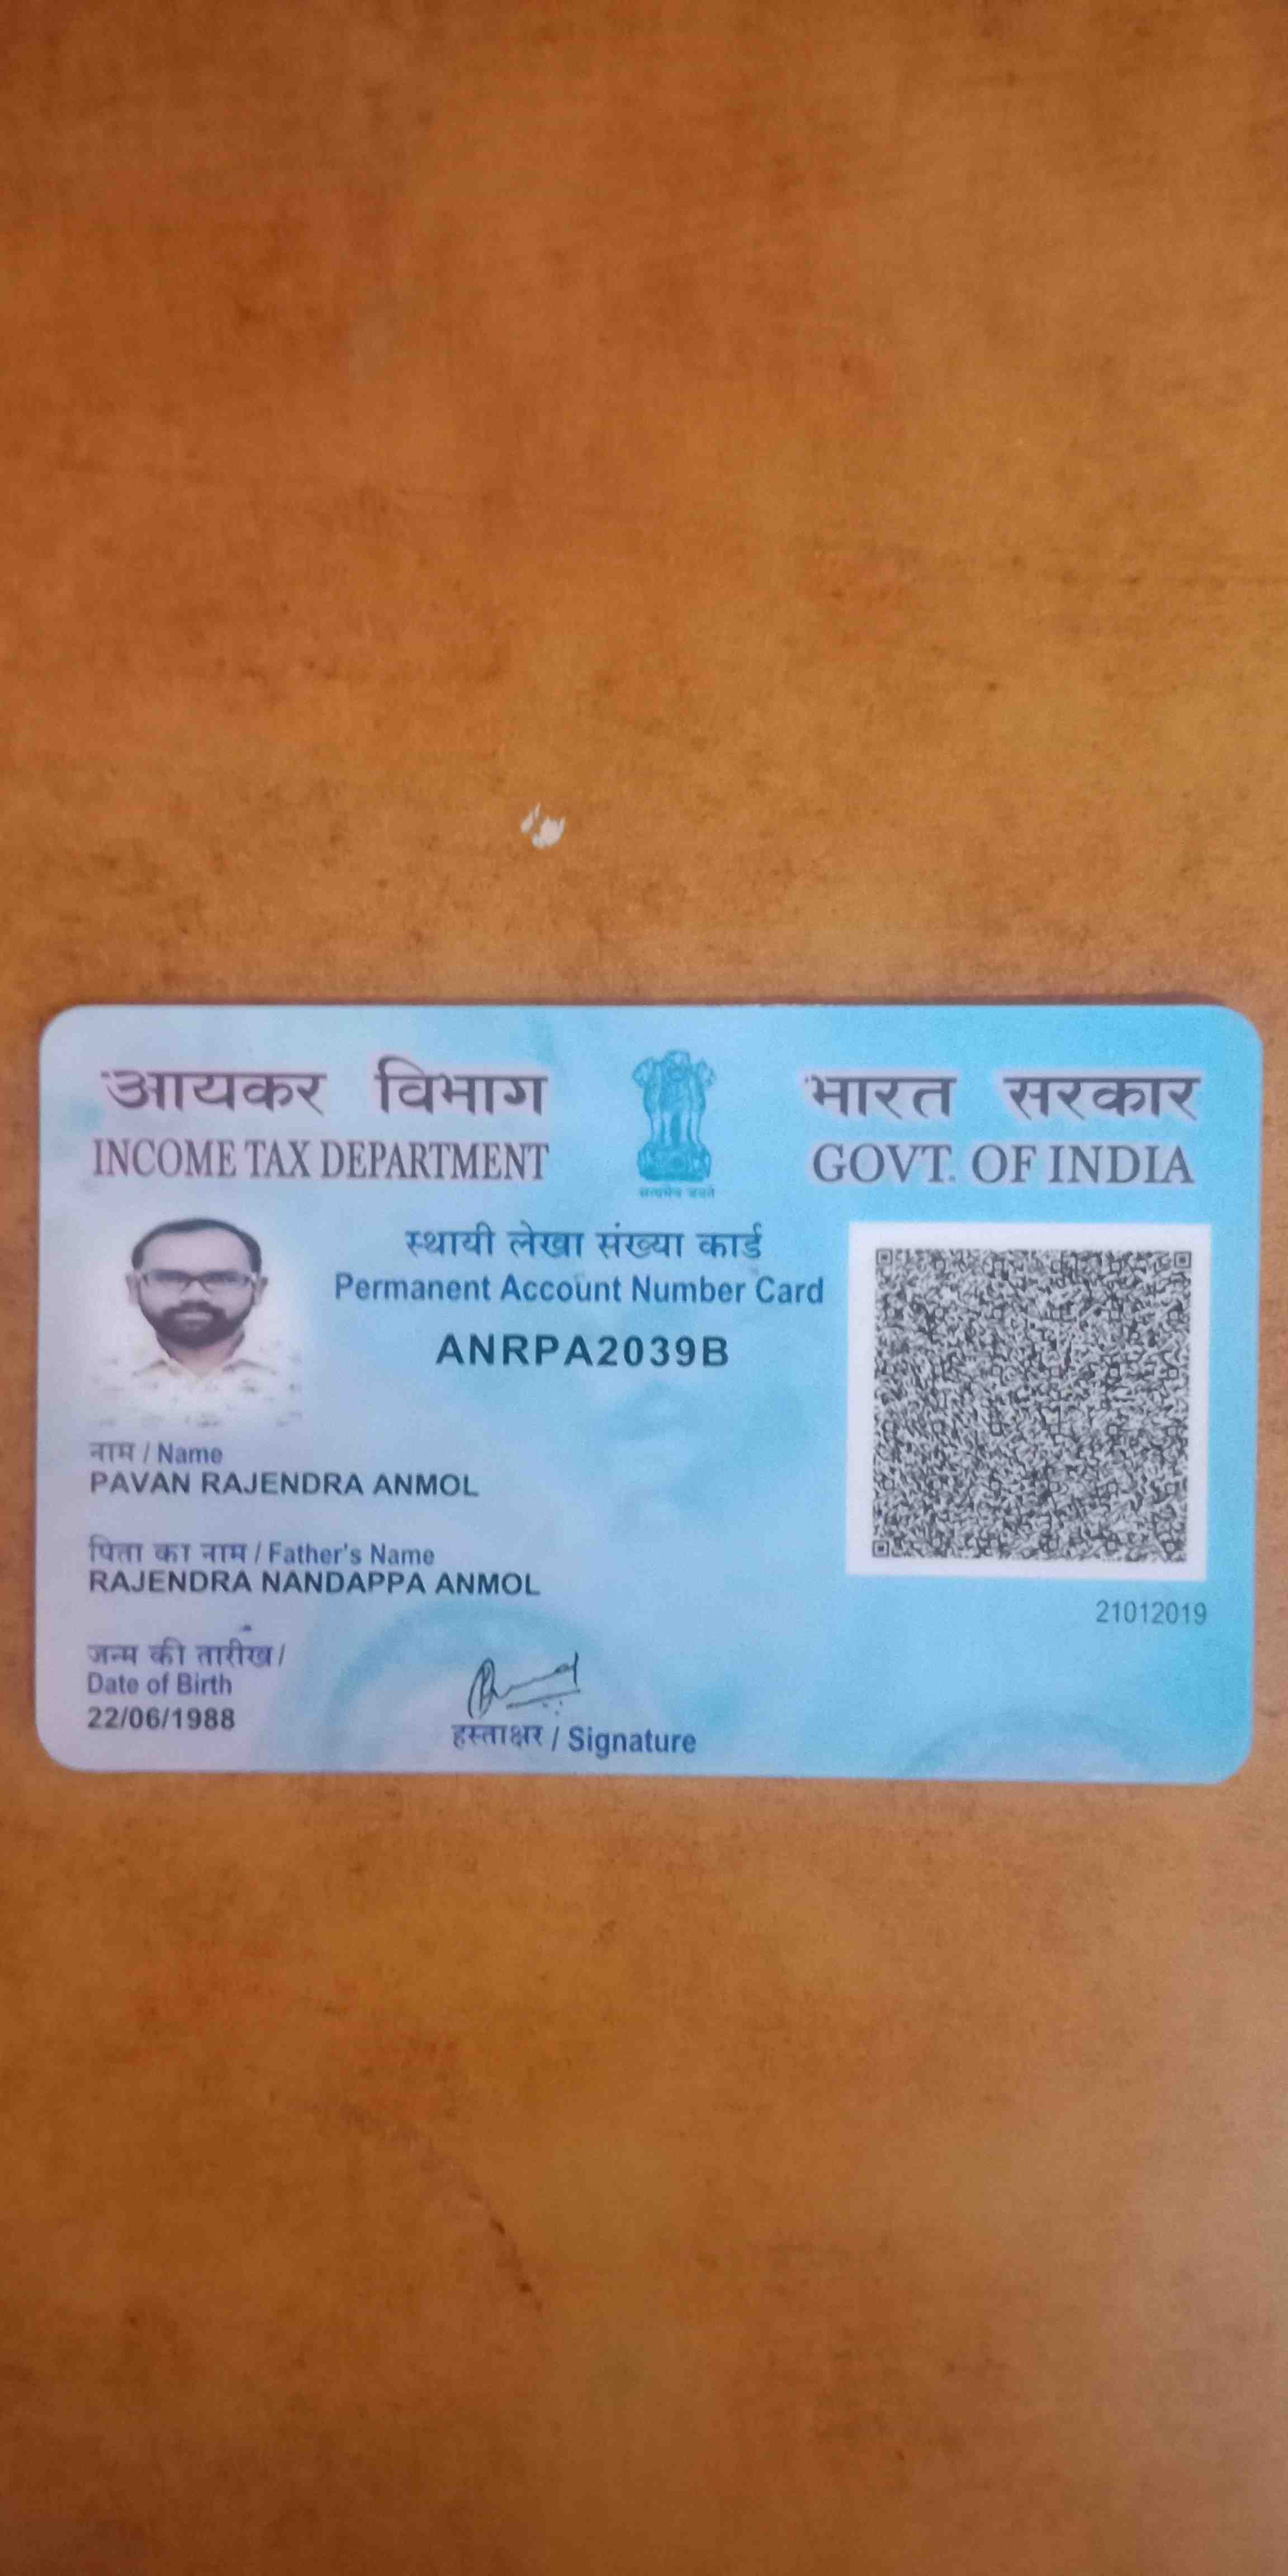 आयकर विभाग
INCOME TAX DEPARTMENT
सत्यमेव जयते
भारत सरकार
GOVT. OF INDIA
स्थायी लेखा संख्या कार्ड
Permanent Account Number Card
ANRPA2039B
नाम / Name
PAVAN RAJENDRA ANMOL
पिता का नाम / Father's Name
RAJENDRA NANDAPPA ANMOL
21012019
जन्म की तारीख /
Date of Birth
22/06/1988
हस्ताक्षर / Signature